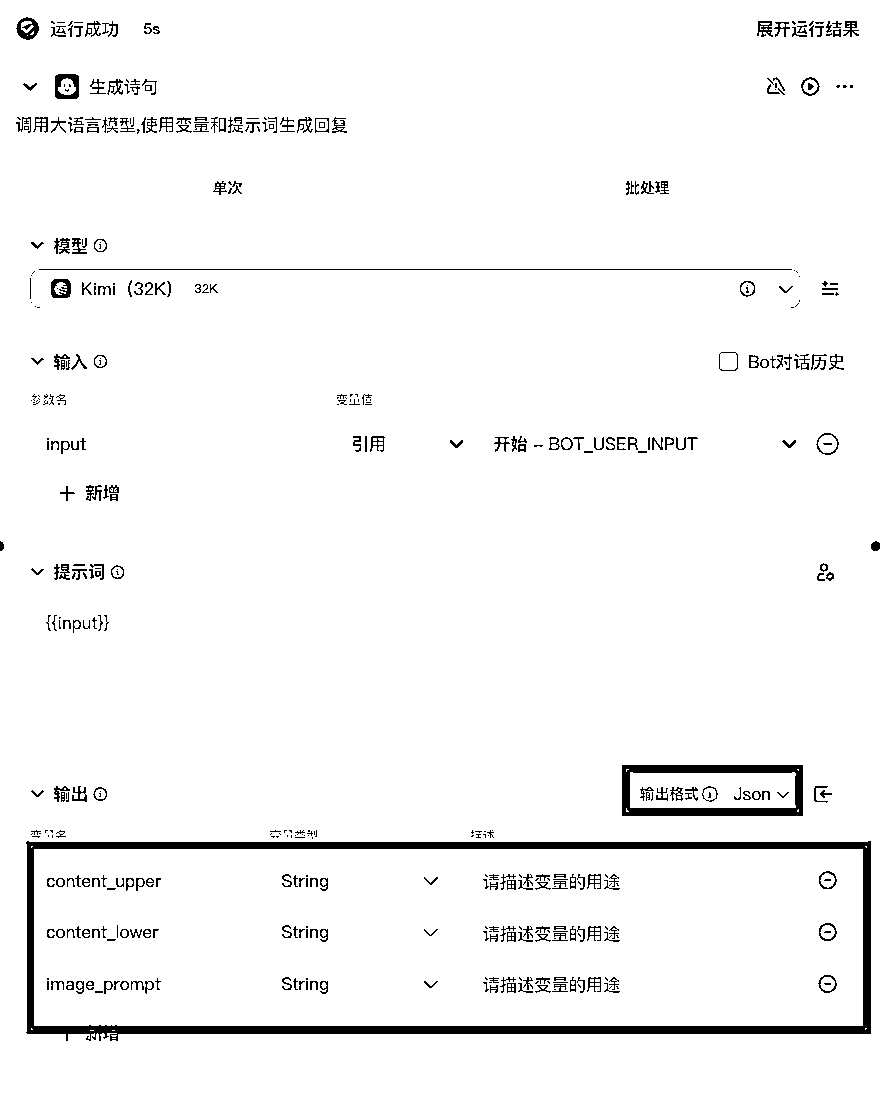 运行成功 5s 展开运行结果
生成诗句
调用大语言模型,使用变量和提示词生成回复
单次 批处理
模型
Kimi（32K） 32K
输入 Bot对话历史
参数名 变量值
input 引用 开始 - BOT_USER_INPUT
新增
提示词
{{input}}
输出 输出格式 Json
变量名 变量类型 描述
content_upper String 请描述变量的用途
content_lower String 请描述变量的用途
image_prompt String 请描述变量的用途
新增